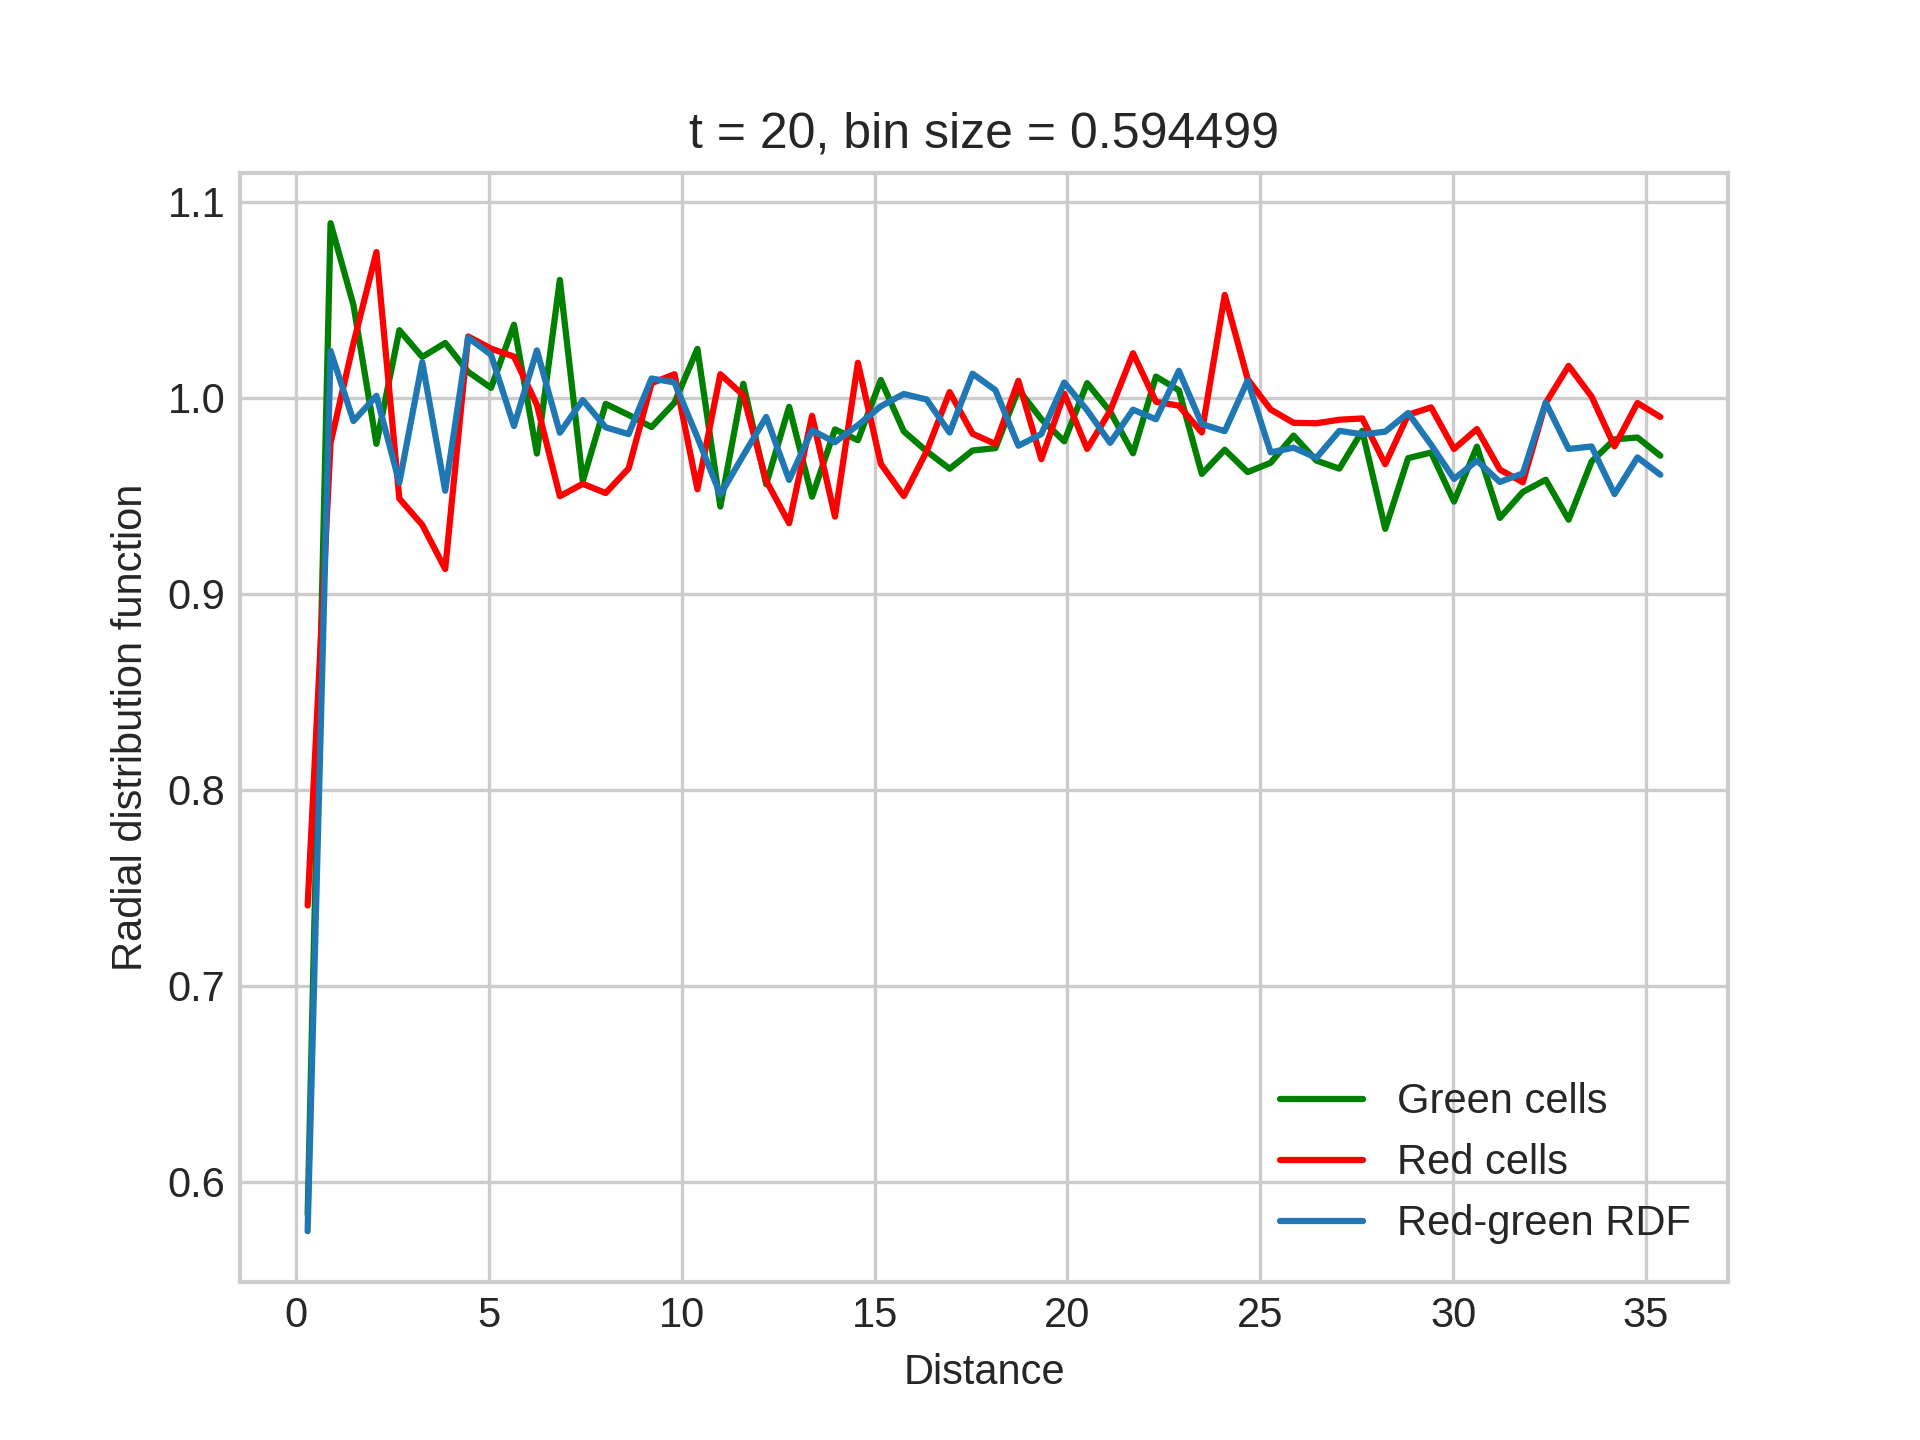 t = 20, bin size = 0.594499
1.1
1.0
0.9
0.8
0.7
0.6
Radial distribution function
Green cells
Red cells
Red-green RDF
0 5 10 15 20 25 30 35
Distance